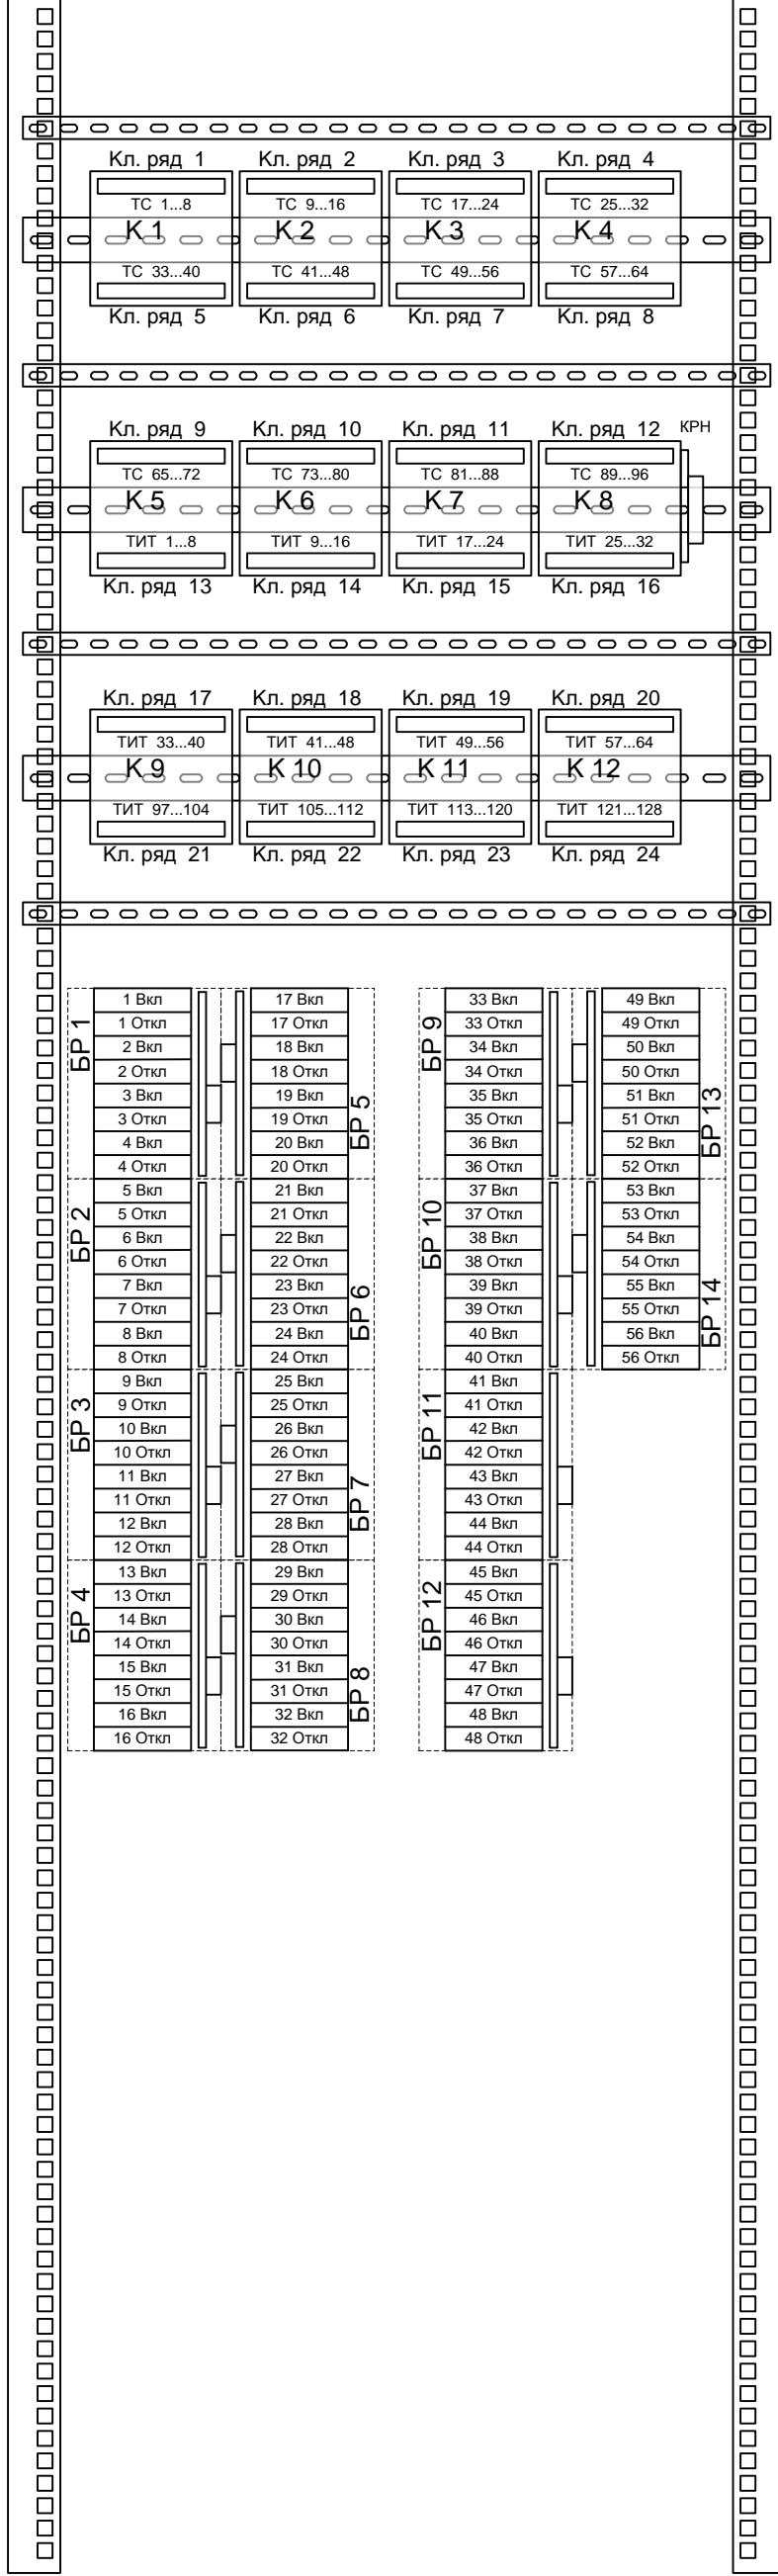 Кл. ряд 1 Кл. ряд 2 Кл. ряд 3 Кл. ряд 4
ТС 1...8 ТС 9...16 ТС 17...24 ТС 25...32
К 1 К 2 К 3 К 4
ТС 33...40 ТС 41...48 ТС 49...56 ТС 57...64
Кл. ряд 5 Кл. ряд 6 Кл. ряд 7 Кл. ряд 8
Кл. ряд 9 Кл. ряд 10 Кл. ряд 11 Кл. ряд 12 КРН
ТС 65...72 ТС 73...80 ТС 81...88 ТС 89...96
К 5 К 6 К 7 К 8
ТИТ 1...8 ТИТ 9...16 ТИТ 17...24 ТИТ 25...32
Кл. ряд 13 Кл. ряд 14 Кл. ряд 15 Кл. ряд 16
Кл. ряд 17 Кл. ряд 18 Кл. ряд 19 Кл. ряд 20
ТИТ 33...40 ТИТ 41...48 ТИТ 49...56 ТИТ 57...64
К 9 К 10 К 11 К 12
ТИТ 97...104 ТИТ 105...112 ТИТ 113...120 ТИТ 121...128
Кл. ряд 21 Кл. ряд 22 Кл. ряд 23 Кл. ряд 24
БР 1
1 Вкл
1 Откл
2 Вкл
2 Откл
3 Вкл
3 Откл
4 Вкл
4 Откл
БР 2
5 Вкл
5 Откл
6 Вкл
6 Откл
7 Вкл
7 Откл
8 Вкл
8 Откл
БР 3
9 Вкл
9 Откл
10 Вкл
10 Откл
11 Вкл
11 Откл
12 Вкл
12 Откл
БР 4
13 Вкл
13 Откл
14 Вкл
14 Откл
15 Вкл
15 Откл
16 Вкл
16 Откл
17 Вкл
17 Откл
18 Вкл
18 Откл
19 Вкл
19 Откл
20 Вкл
20 Откл
БР 5
21 Вкл
21 Откл
22 Вкл
22 Откл
23 Вкл
23 Откл
24 Вкл
24 Откл
БР 6
25 Вкл
25 Откл
26 Вкл
26 Откл
27 Вкл
27 Откл
28 Вкл
28 Откл
БР 7
29 Вкл
29 Откл
30 Вкл
30 Откл
31 Вкл
31 Откл
32 Вкл
32 Откл
БР 8
БР 9
33 Вкл
33 Откл
34 Вкл
34 Откл
35 Вкл
35 Откл
36 Вкл
36 Откл
БР 10
37 Вкл
37 Откл
38 Вкл
38 Откл
39 Вкл
39 Откл
40 Вкл
40 Откл
БР 11
41 Вкл
41 Откл
42 Вкл
42 Откл
43 Вкл
43 Откл
44 Вкл
44 Откл
БР 12
45 Вкл
45 Откл
46 Вкл
46 Откл
47 Вкл
47 Откл
48 Вкл
48 Откл
49 Вкл
49 Откл
50 Вкл
50 Откл
51 Вкл
51 Откл
52 Вкл
52 Откл
БР 13
53 Вкл
53 Откл
54 Вкл
54 Откл
55 Вкл
55 Откл
56 Вкл
56 Откл
БР 14